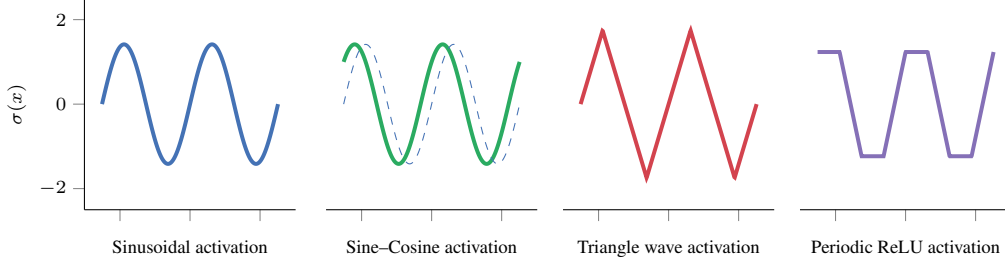 2
0
−2
σ(x)
Sinusoidal activation
Sine–Cosine activation
Triangle wave activation
Periodic ReLU activation